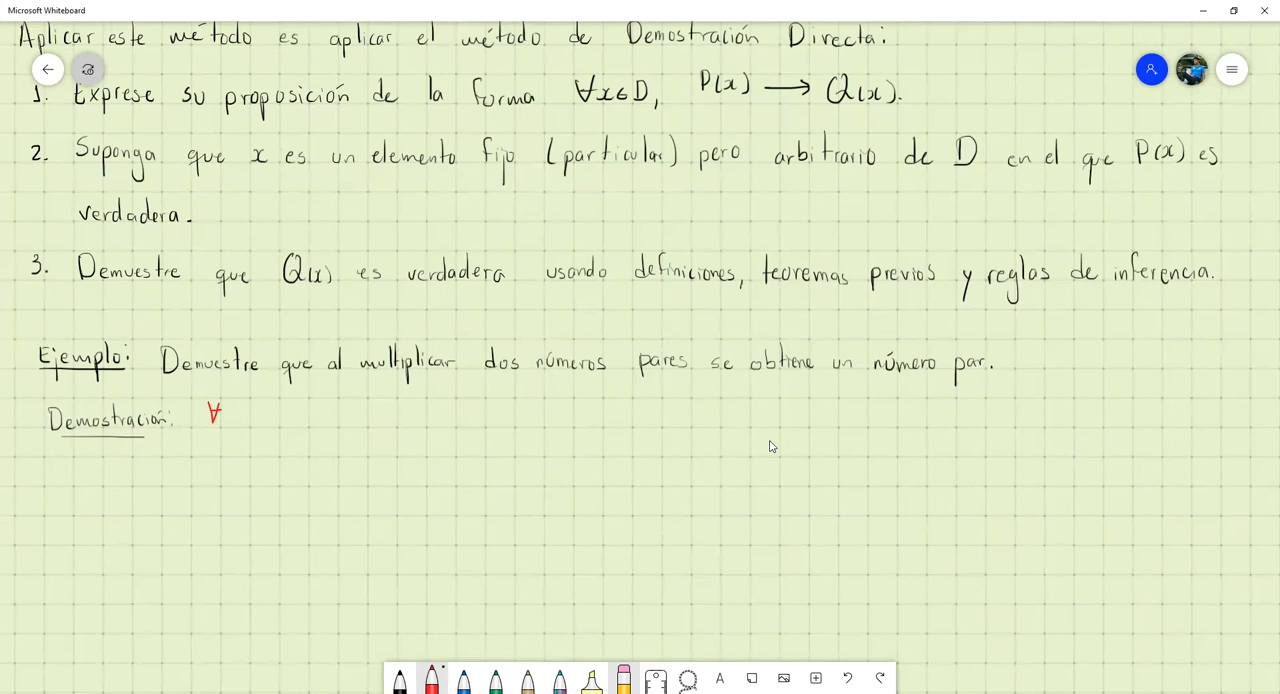 Microsoft Whiteboard
Aplicar este método es aplicar el método de Demostración Directa:
1. Exprese su proposición de la forma ∀x∈D, P(x) → Q(x).
2. Suponga que x es un elemento fijo (particular) pero arbitrario de D en el que P(x) es
verdadera.
3. Demuestre que Q(x) es verdadera usando definiciones, teoremas previos y reglas de inferencia.
Ejemplo: Demuestre que al multiplicar dos números pares se obtiene un número par.
Demostración: ∀
A